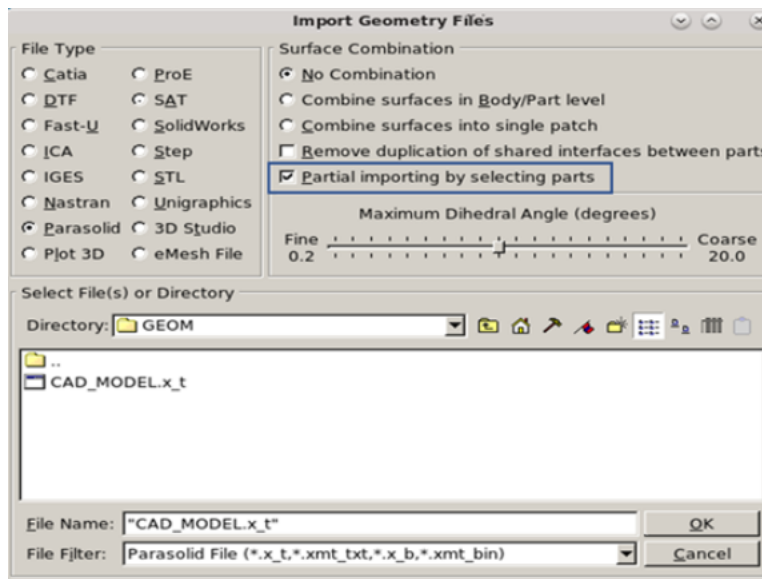 Import Geometry Files
File Type
Catia
ProE
DTF
SAT
Fast-U
SolidWorks
ICA
Step
IGES
STL
Nastran
Unigraphics
Parasolid
3D Studio
Plot 3D
eMesh File
Surface Combination
No Combination
Combine surfaces in Body/Part level
Combine surfaces into single patch
Remove duplication of shared interfaces between parts
Partial importing by selecting parts
Maximum Dihedral Angle (degrees)
Fine
Coarse
0.2
20.0
Select File(s) or Directory
Directory: GEOM
..
CAD_MODEL.x_t
File Name: "CAD_MODEL.x_t"
OK
File Filter: Parasolid File (*.x_t,*.xmt_txt,*.x_b,*.xmt_bin)
Cancel